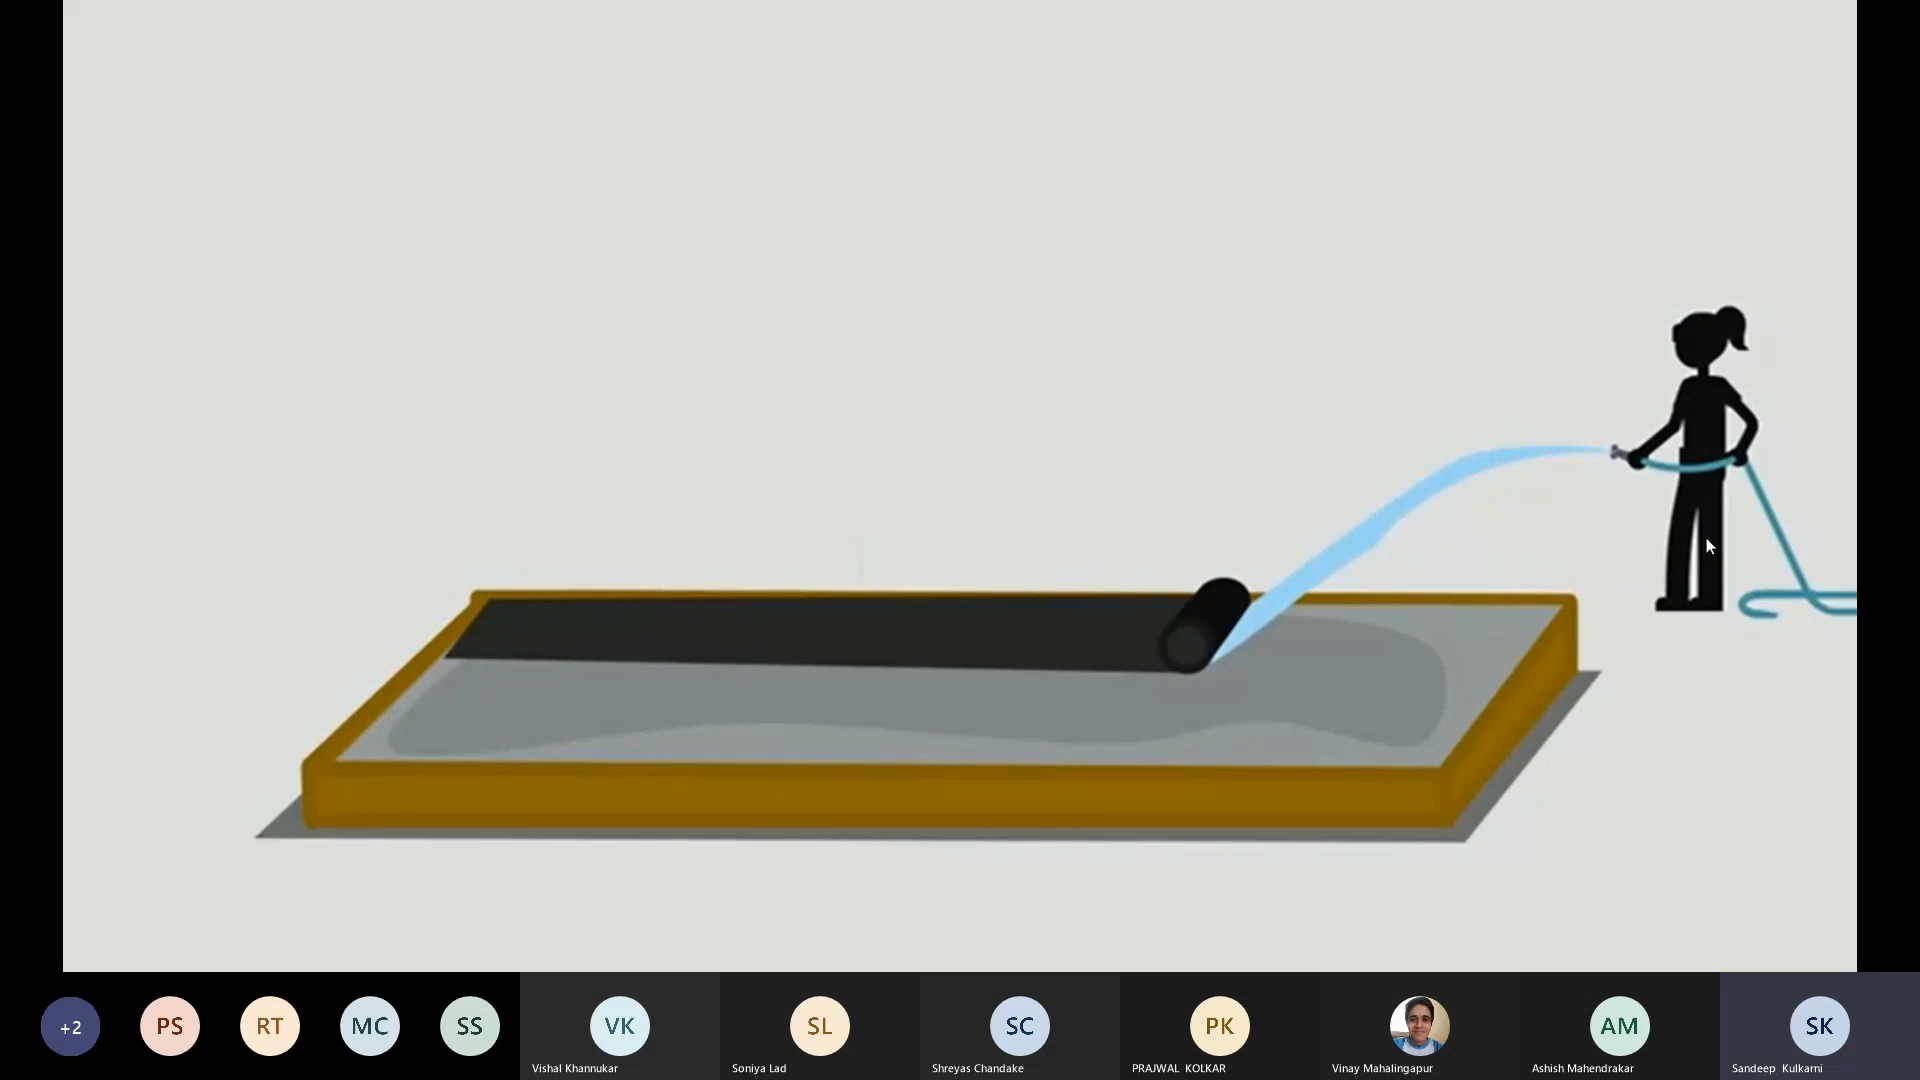 +2
PS
RT
MC
SS
VK
SL
SC
PK
AM
SK
Vishal Khannukar
Soniya Lad
Shreyas Chandake
PRAJWAL KOLKAR
Vinay Mahalingapur
Ashish Mahendrakar
Sandeep Kulkarni